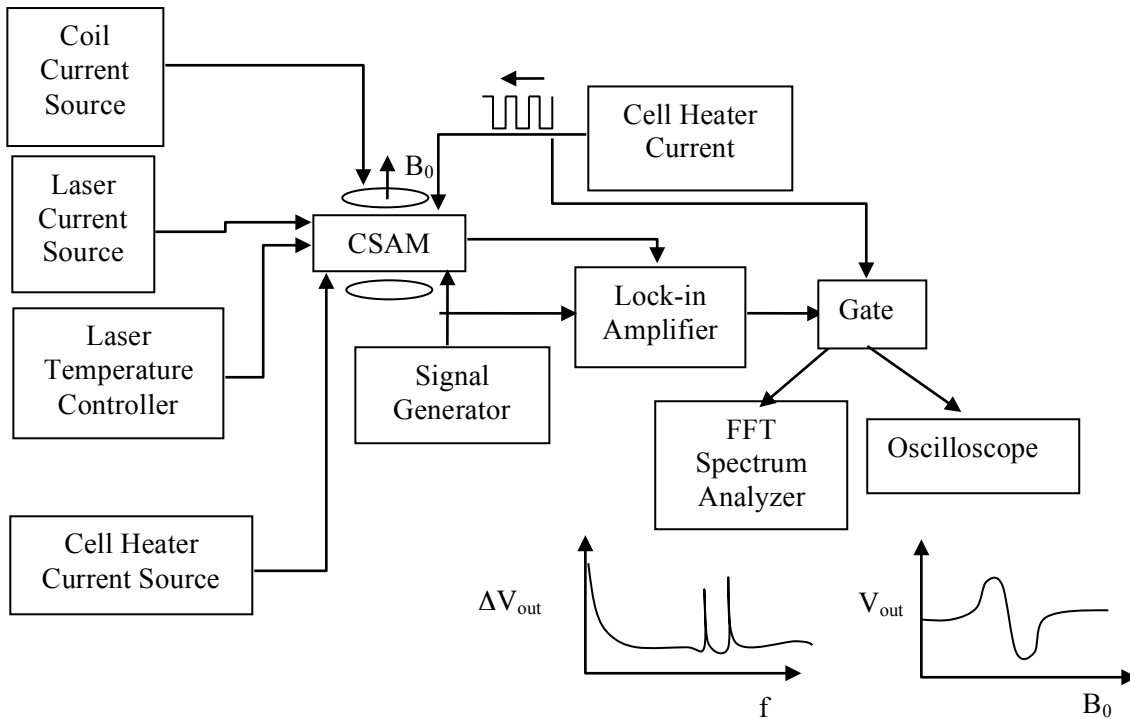 Coil
Current
Source
Cell Heater
Current
B₀
Laser
Current
Source
CSAM
Lock-in
Amplifier
Gate
Laser
Temperature
Controller
Signal
Generator
FFT
Spectrum
Analyzer
Oscilloscope
Cell Heater
Current Source
ΔVout
f
Vout
B₀